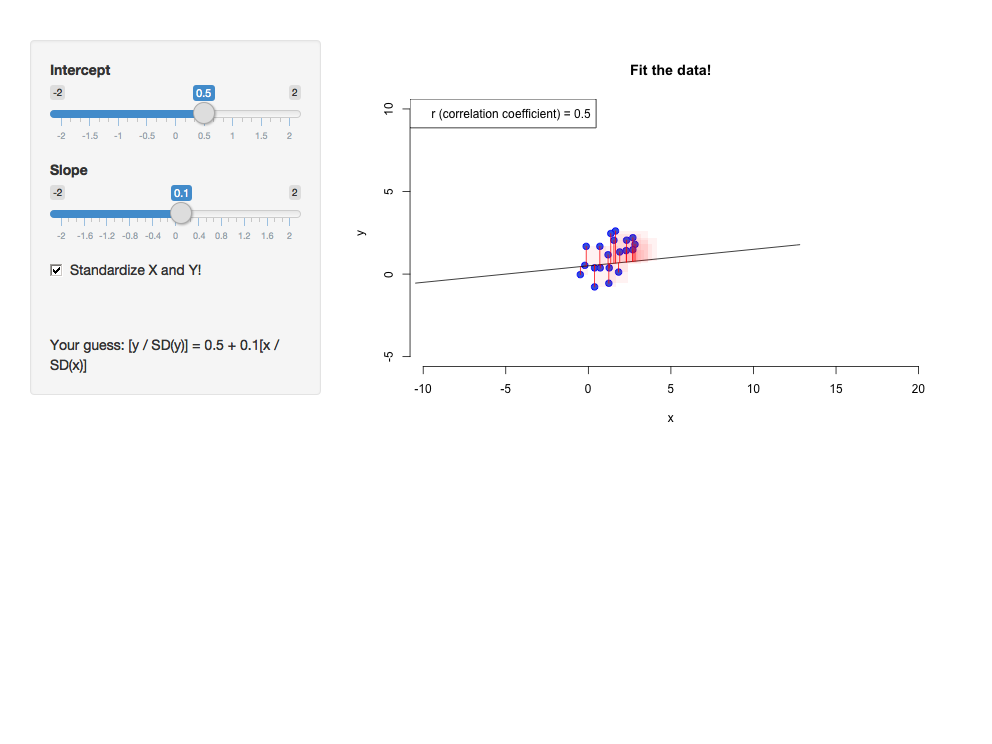 Intercept
-2 0.5 2
-2 -1.5 -1 -0.5 0 0.5 1 1.5 2
Slope
-2 0.1 2
-2 -1.6 -1.2 -0.8 -0.4 0 0.4 0.8 1.2 1.6 2
Standardize X and Y!
Your guess: [y / SD(y)] = 0.5 + 0.1[x /
SD(x)]
Fit the data!
r (correlation coefficient) = 0.5
10
5
0
-5
y
-10 -5 0 5 10 15 20
x